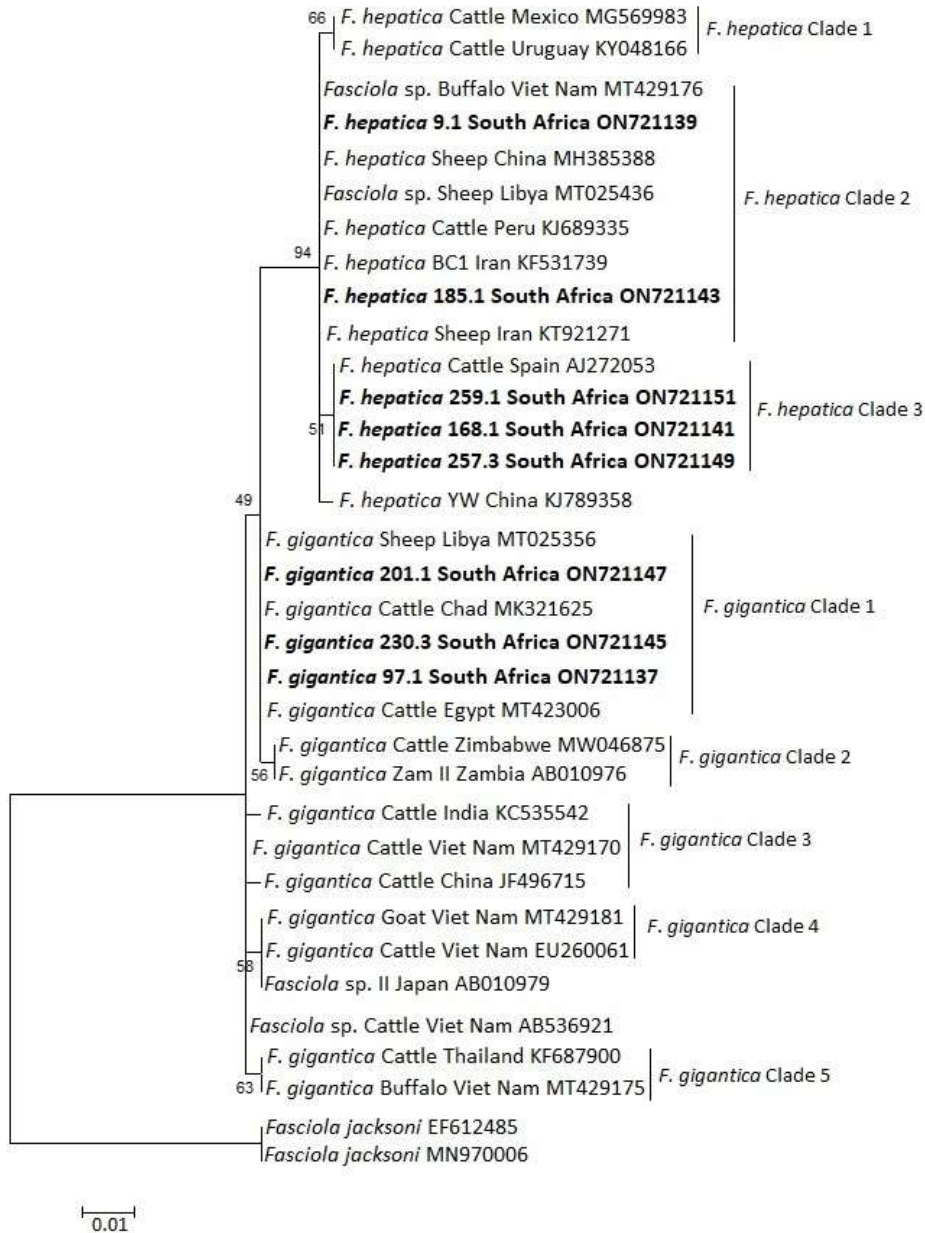 66
F. hepatica Cattle Mexico MG569983
F. hepatica Cattle Uruguay KY048166
F. hepatica Clade 1
Fasciola sp. Buffalo Viet Nam MT429176
F. hepatica 9.1 South Africa ON721139
F. hepatica Sheep China MH385388
Fasciola sp. Sheep Libya MT025436
F. hepatica Cattle Peru KJ689335
F. hepatica BC1 Iran KF531739
F. hepatica 185.1 South Africa ON721143
F. hepatica Sheep Iran KT921271
F. hepatica Clade 2
94
F. hepatica Cattle Spain AJ272053
F. hepatica 259.1 South Africa ON721151
F. hepatica 168.1 South Africa ON721141
F. hepatica 257.3 South Africa ON721149
F. hepatica Clade 3
51
F. hepatica YW China KJ789358
49
F. gigantica Sheep Libya MT025356
F. gigantica 201.1 South Africa ON721147
F. gigantica Cattle Chad MK321625
F. gigantica 230.3 South Africa ON721145
F. gigantica 97.1 South Africa ON721137
F. gigantica Cattle Egypt MT423006
F. gigantica Clade 1
F. gigantica Cattle Zimbabwe MW046875
F. gigantica Zam II Zambia AB010976
F. gigantica Clade 2
56
F. gigantica Cattle India KC535542
F. gigantica Cattle Viet Nam MT429170
F. gigantica Cattle China JF496715
F. gigantica Clade 3
F. gigantica Goat Viet Nam MT429181
F. gigantica Cattle Viet Nam EU260061
F. gigantica Clade 4
Fasciola sp. II Japan AB010979
Fasciola sp. Cattle Viet Nam AB536921
F. gigantica Cattle Thailand KF687900
F. gigantica Buffalo Viet Nam MT429175
F. gigantica Clade 5
63
Fasciola jacksoni EF612485
Fasciola jacksoni MN970006
0.01